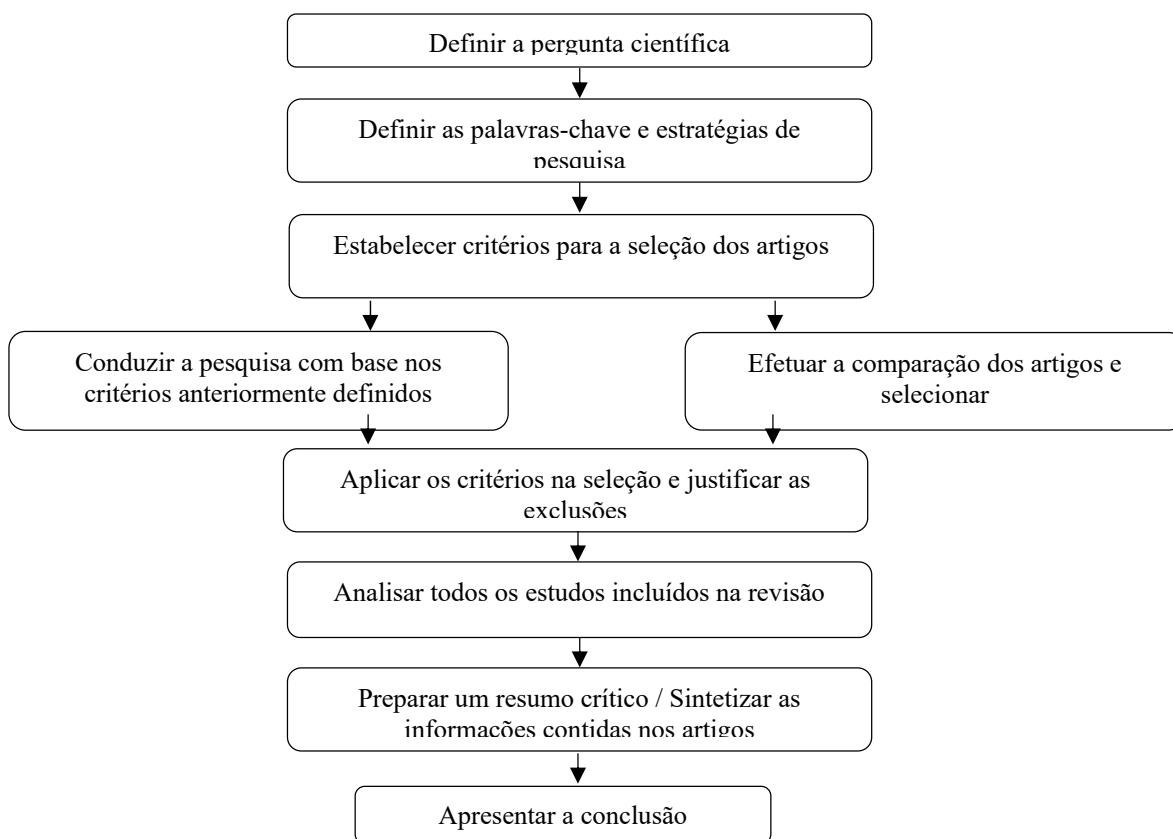 Definir a pergunta científica
Definir as palavras-chave e estratégias de
pesquisa
Estabelecer critérios para a seleção dos artigos
Conduzir a pesquisa com base nos
critérios anteriormente definidos
Efetuar a comparação dos artigos e
selecionar
Aplicar os critérios na seleção e justificar as
exclusões
Analisar todos os estudos incluídos na revisão
Preparar um resumo crítico / Sintetizar as
informações contidas nos artigos
Apresentar a conclusão